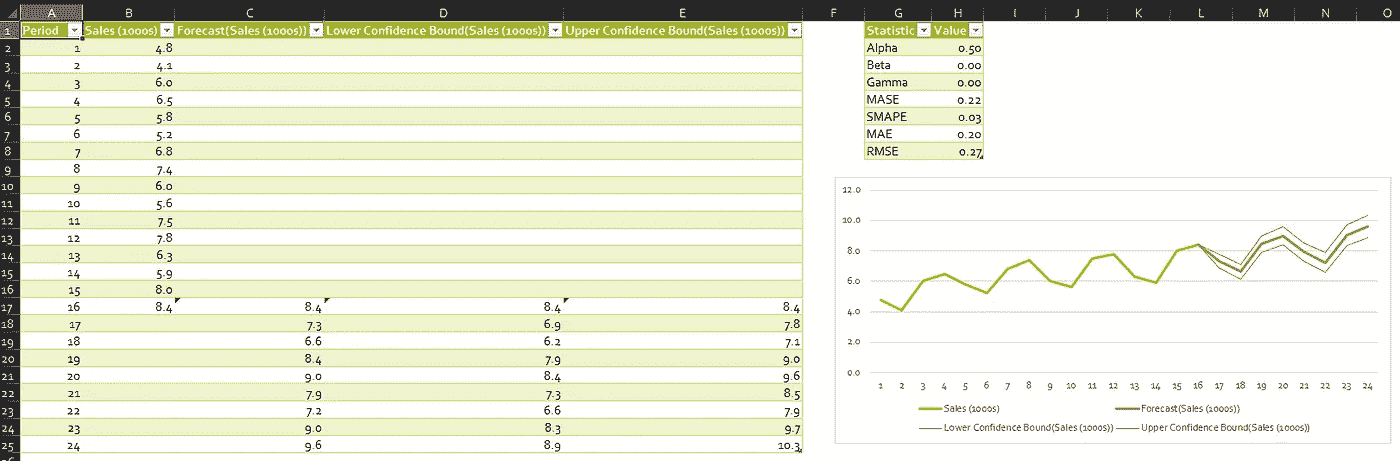 A B C D E F G H I J K L M N O
1 Period Sales (1000s) Forecast(Sales (1000s)) Lower Confidence Bound(Sales (1000s)) Upper Confidence Bound(Sales (1000s)) Statistic Value
2 1 4.8 Alpha 0.50
3 2 4.1 Beta 0.00
4 3 6.0 Gamma 0.00
5 4 6.5 MASE 0.22
6 5 5.8 SMAPE 0.03
7 6 5.2 MAE 0.20
8 7 6.8 RMSE 0.27
9 8 7.4
10 9 6.0
11 10 5.6
12 11 7.5
13 12 7.8
14 13 6.3
15 14 5.9
16 15 8.0
17 16 8.4 8.4 8.4 8.4
18 17 7.3 6.9 7.8
19 18 6.6 6.2 7.1
20 19 8.4 7.9 9.0
21 20 9.0 8.4 9.6
22 21 7.9 7.3 8.5
23 22 7.2 6.6 7.9
24 23 9.0 8.3 9.7
25 24 9.6 8.9 10.3
12.0
10.0
8.0
6.0
4.0
2.0
0.0
1 2 3 4 5 6 7 8 9 10 11 12 13 14 15 16 17 18 19 20 21 22 23 24
Sales (1000s) Forecast(Sales (1000s))
Lower Confidence Bound(Sales (1000s)) Upper Confidence Bound(Sales (1000s))